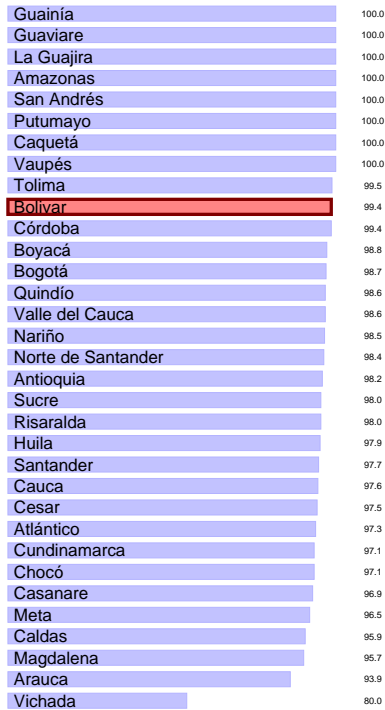 Guainía 100.0
Guaviare 100.0
La Guajira 100.0
Amazonas 100.0
San Andrés 100.0
Putumayo 100.0
Caquetá 100.0
Vaupés 100.0
Tolima 99.5
Bolivar 99.4
Córdoba 99.4
Boyacá 98.8
Bogotá 98.7
Quindío 98.6
Valle del Cauca 98.6
Nariño 98.5
Norte de Santander 98.4
Antioquia 98.2
Sucre 98.0
Risaralda 98.0
Huila 97.9
Santander 97.7
Cauca 97.6
Cesar 97.5
Atlántico 97.3
Cundinamarca 97.1
Chocó 97.1
Casanare 96.9
Meta 96.5
Caldas 95.9
Magdalena 95.7
Arauca 93.9
Vichada 80.0